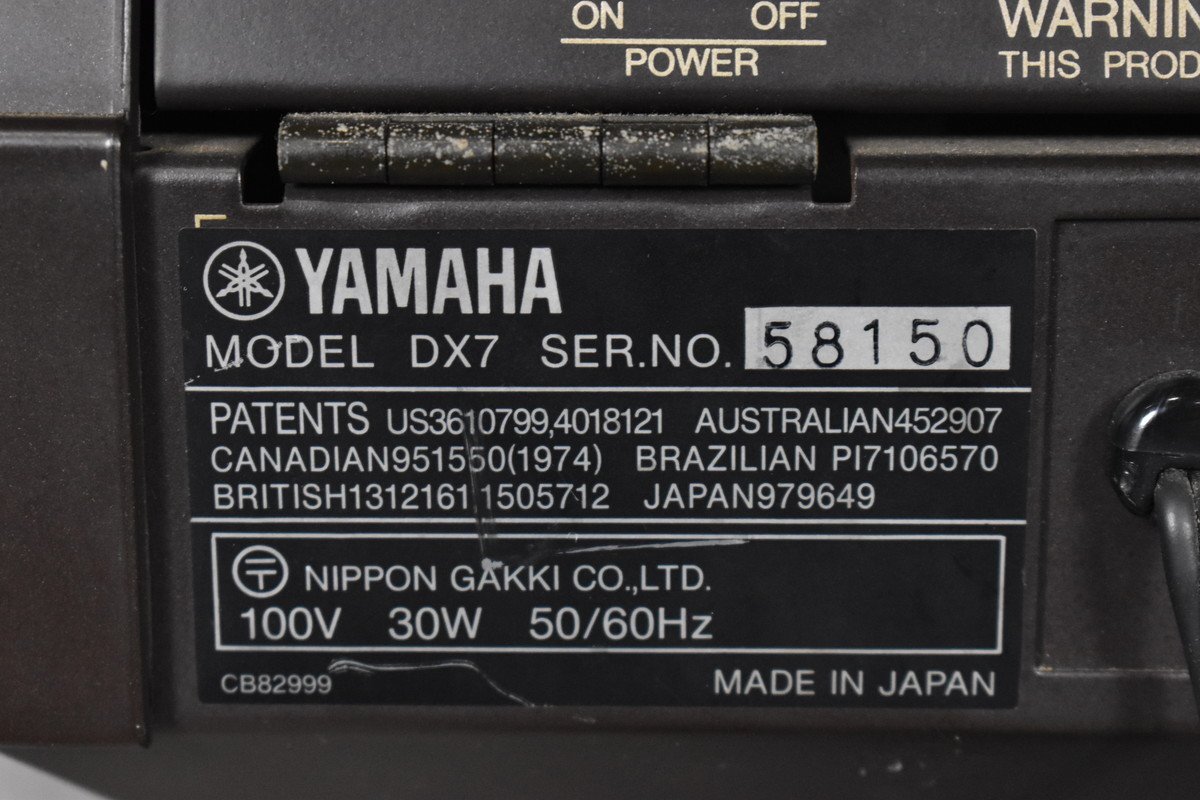 ON OFF
POWER
WARNIN
THIS PROD
YAMAHA
MODEL DX7 SER.NO. 58150
PATENTS US3610799,4018121 AUSTRALIAN452907
CANADIAN951550(1974) BRAZILIAN PI7106570
BRITISH1312161 1505712 JAPAN979649
NIPPON GAKKI CO.,LTD.
100V 30W 50/60Hz
CB82999 MADE IN JAPAN